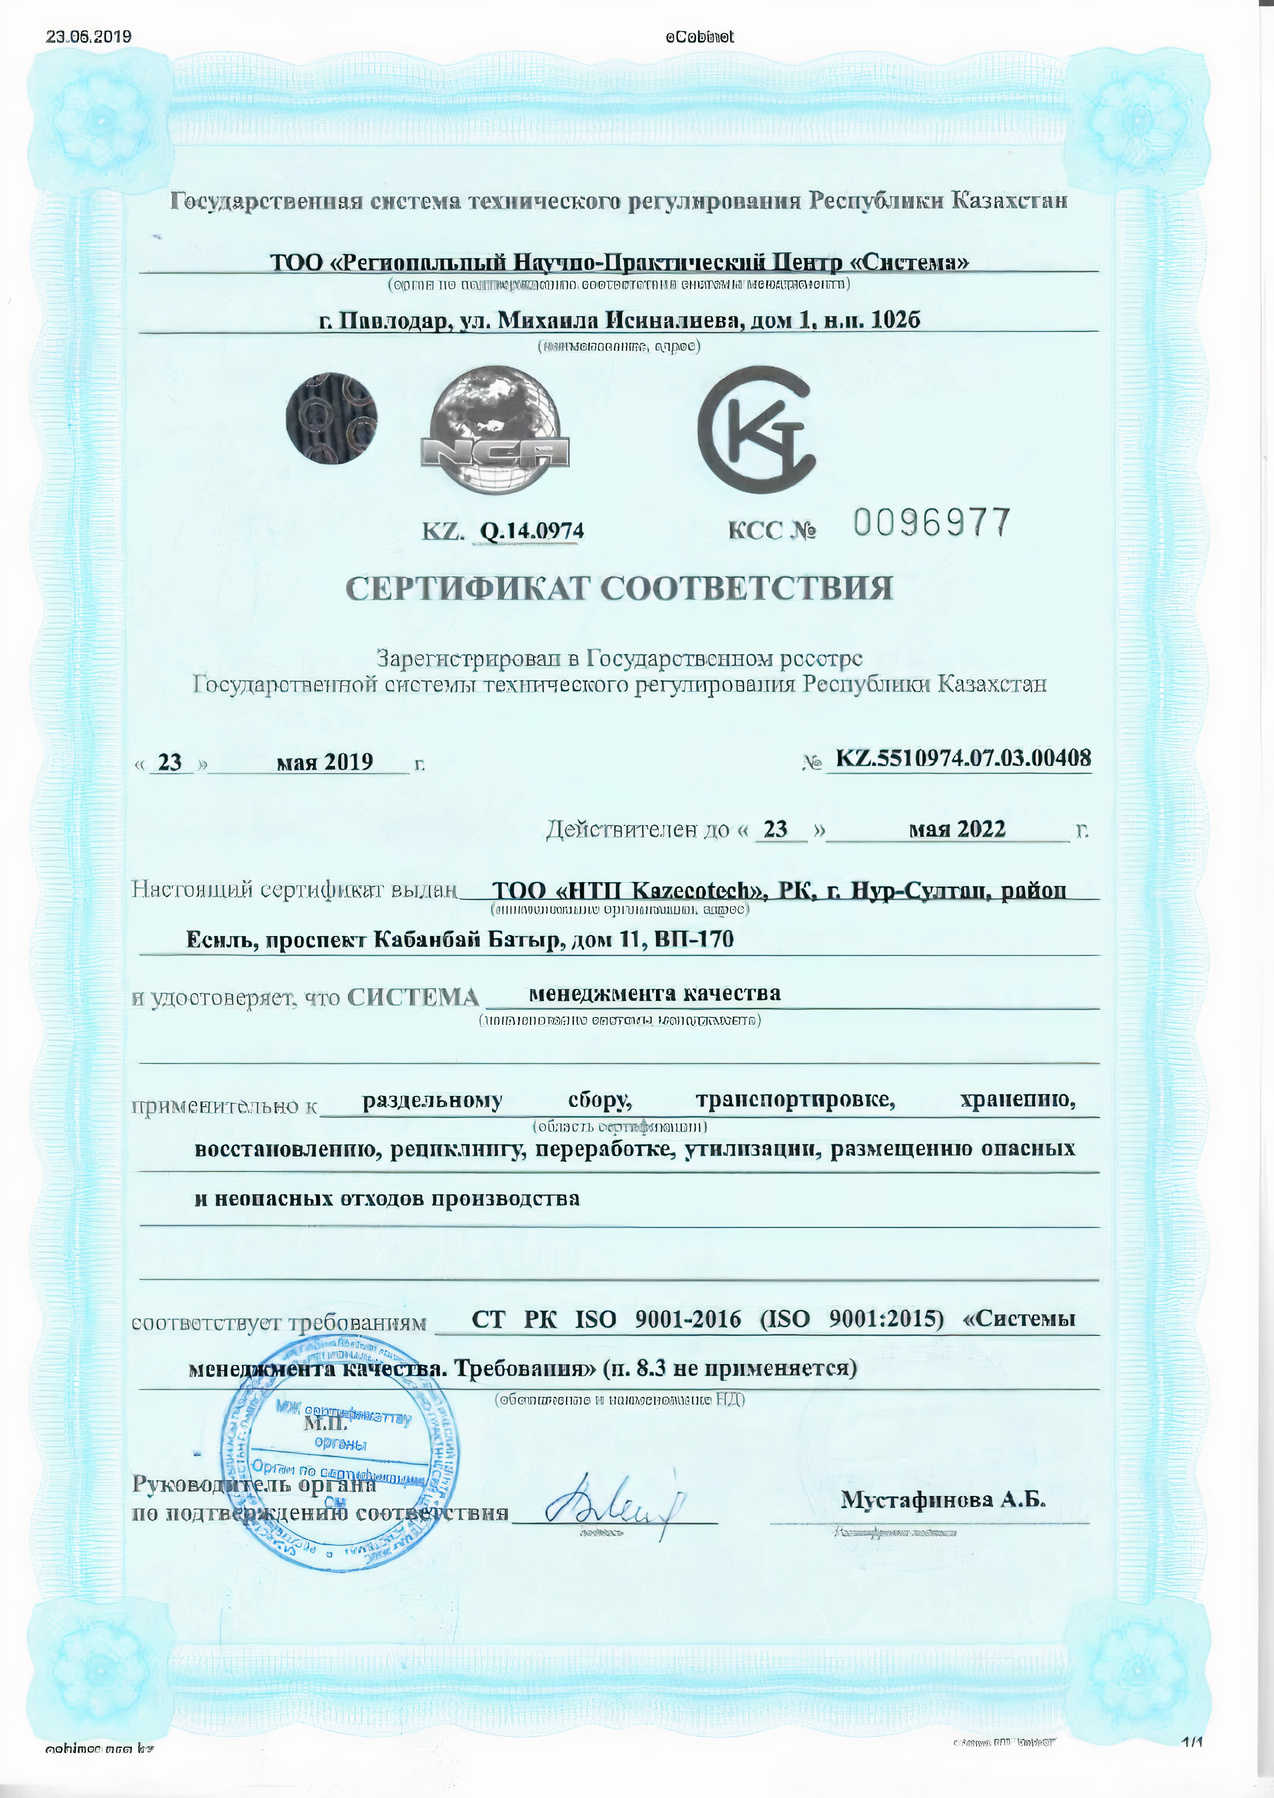 23.06.2019
eCabinet
Государственная система технического регулирования Республики Казахстан
ТОО «Региональный Научно-Практический Центр «Система»
(орган по подтверждению соответствия системы менеджмента)
г. Павлодар, ул. Михаила Исиналиева, дом 1, н.п. 102б
(наименование, адрес)
NCA
KZ. Q.14.0974
КСС № 0096977
СЕРТИФИКАТ СООТВЕТСТВИЯ
Зарегистрирован в Государственном реестре
Государственной системы технического регулирования Республики Казахстан
« 23 » мая 2019 г.
№ KZ.5510974.07.03.00408
Действителен до « 23 » мая 2022 г.
Настоящий сертификат выдан ТОО «НТП Kazecotech», РК, г. Нур-Султан, район
(наименование организации, адрес)
Есиль, проспект Кабанбай Батыр, дом 11, ВП-170
и удостоверяет, что СИСТЕМА менеджмента качества
(наименование системы менеджмента)
применительно к раздельному сбору, транспортировке, хранению,
(область сертификации)
восстановлению, рециклингу, переработке, утилизации, размещению опасных
и неопасных отходов производства
соответствует требованиям СТ РК ISO 9001-2016 (ISO 9001:2015) «Системы
менеджмента качества. Требования» (п. 8.3 не применяется)
(обозначение и наименование НД)
МЖ сертификаттау
М.П.
органы
Орган по сертификации
СМ
Руководитель органа
по подтверждению соответствия
подпись
Мустафинова А.Б.
1/1